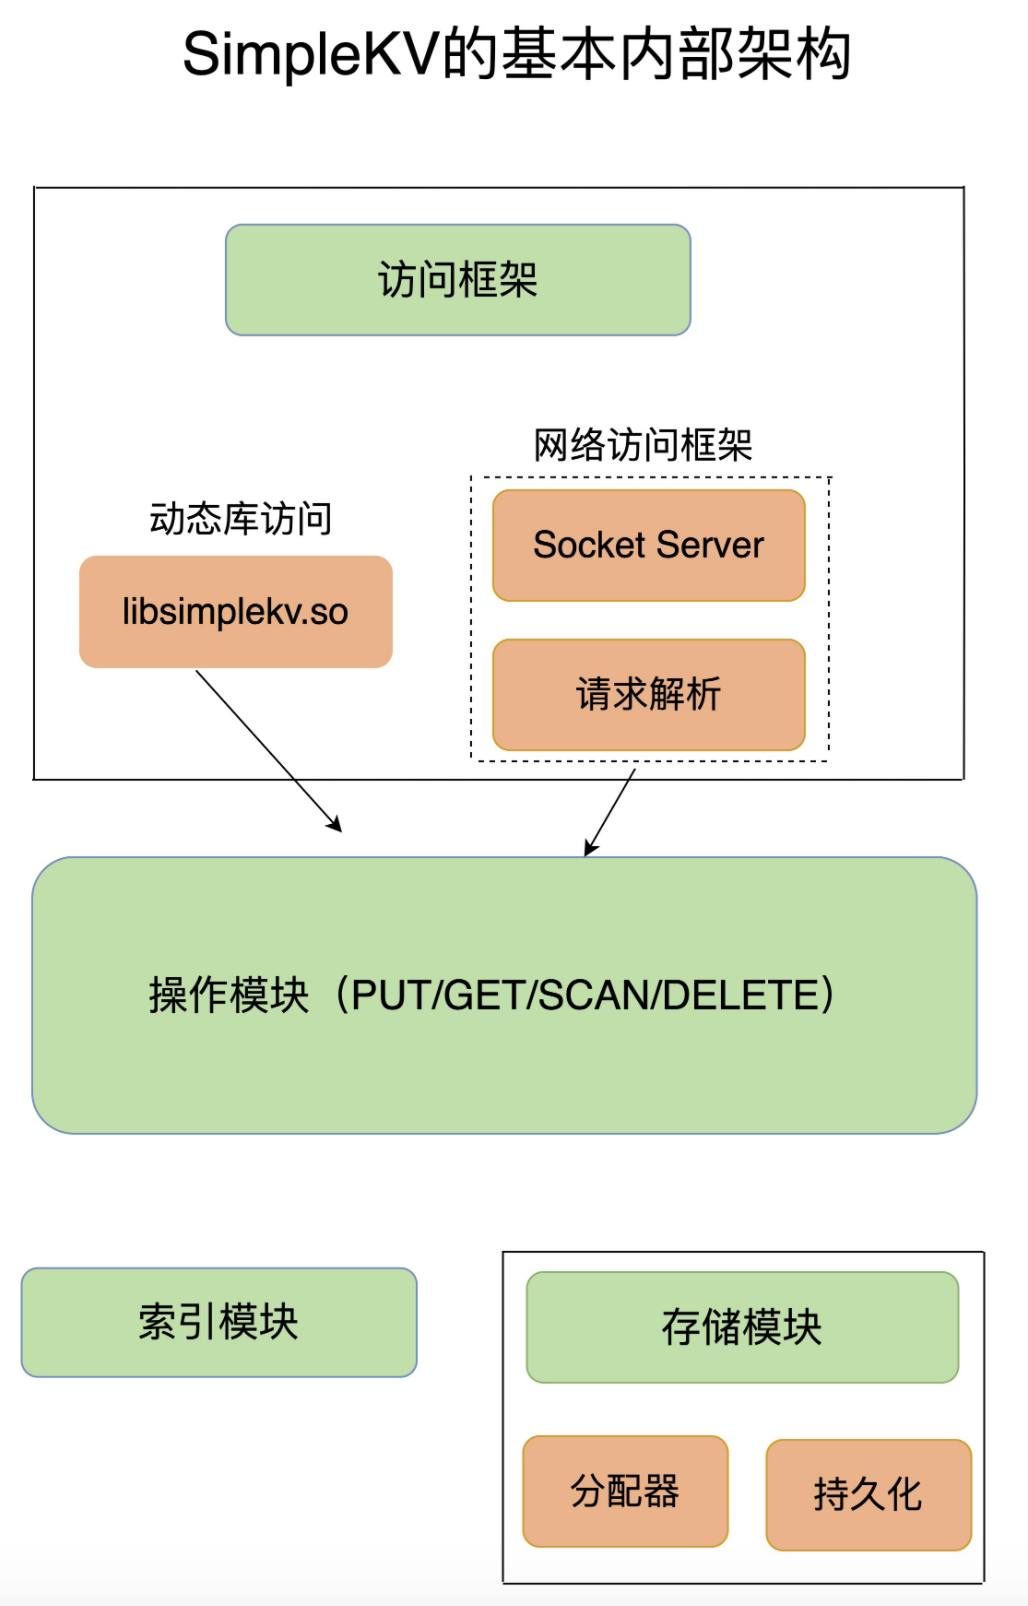 SimpleKV的基本内部架构
访问框架
网络访问框架
动态库访问
Socket Server
libsimplekv.so
请求解析
操作模块（PUT/GET/SCAN/DELETE）
索引模块
存储模块
分配器
持久化